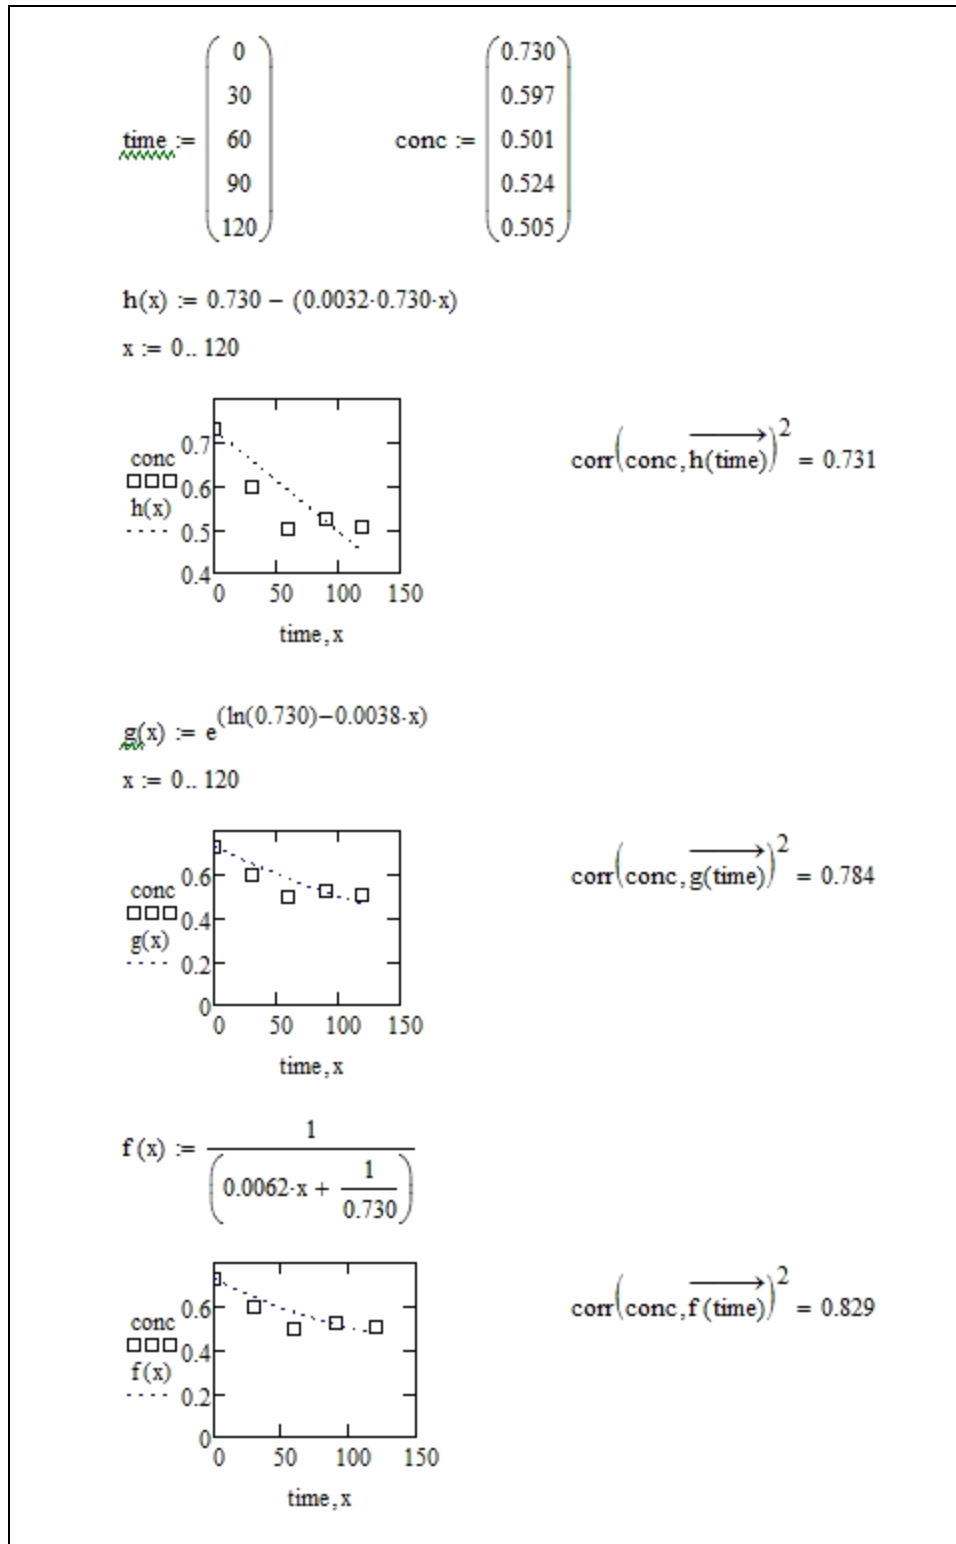 time := ( 0 30 60 90 120 ) conc := ( 0.730 0.597 0.501 0.524 0.505 )
h(x) := 0.730 − (0.0032·0.730·x)
x := 0.. 120
0.7
conc
0.6
h(x)
0.5
0.4
0 50 100 150
time,x
corr(conc,h(time))2 = 0.731
g(x) := e(ln(0.730)−0.0038·x)
x := 0.. 120
0.6
conc
0.4
g(x)
0.2
0
0 50 100 150
time,x
corr(conc,g(time))2 = 0.784
f(x) := 1 / (0.0062·x + 1 / 0.730)
0.6
conc
0.4
f(x)
0.2
0
0 50 100 150
time,x
corr(conc,f(time))2 = 0.829